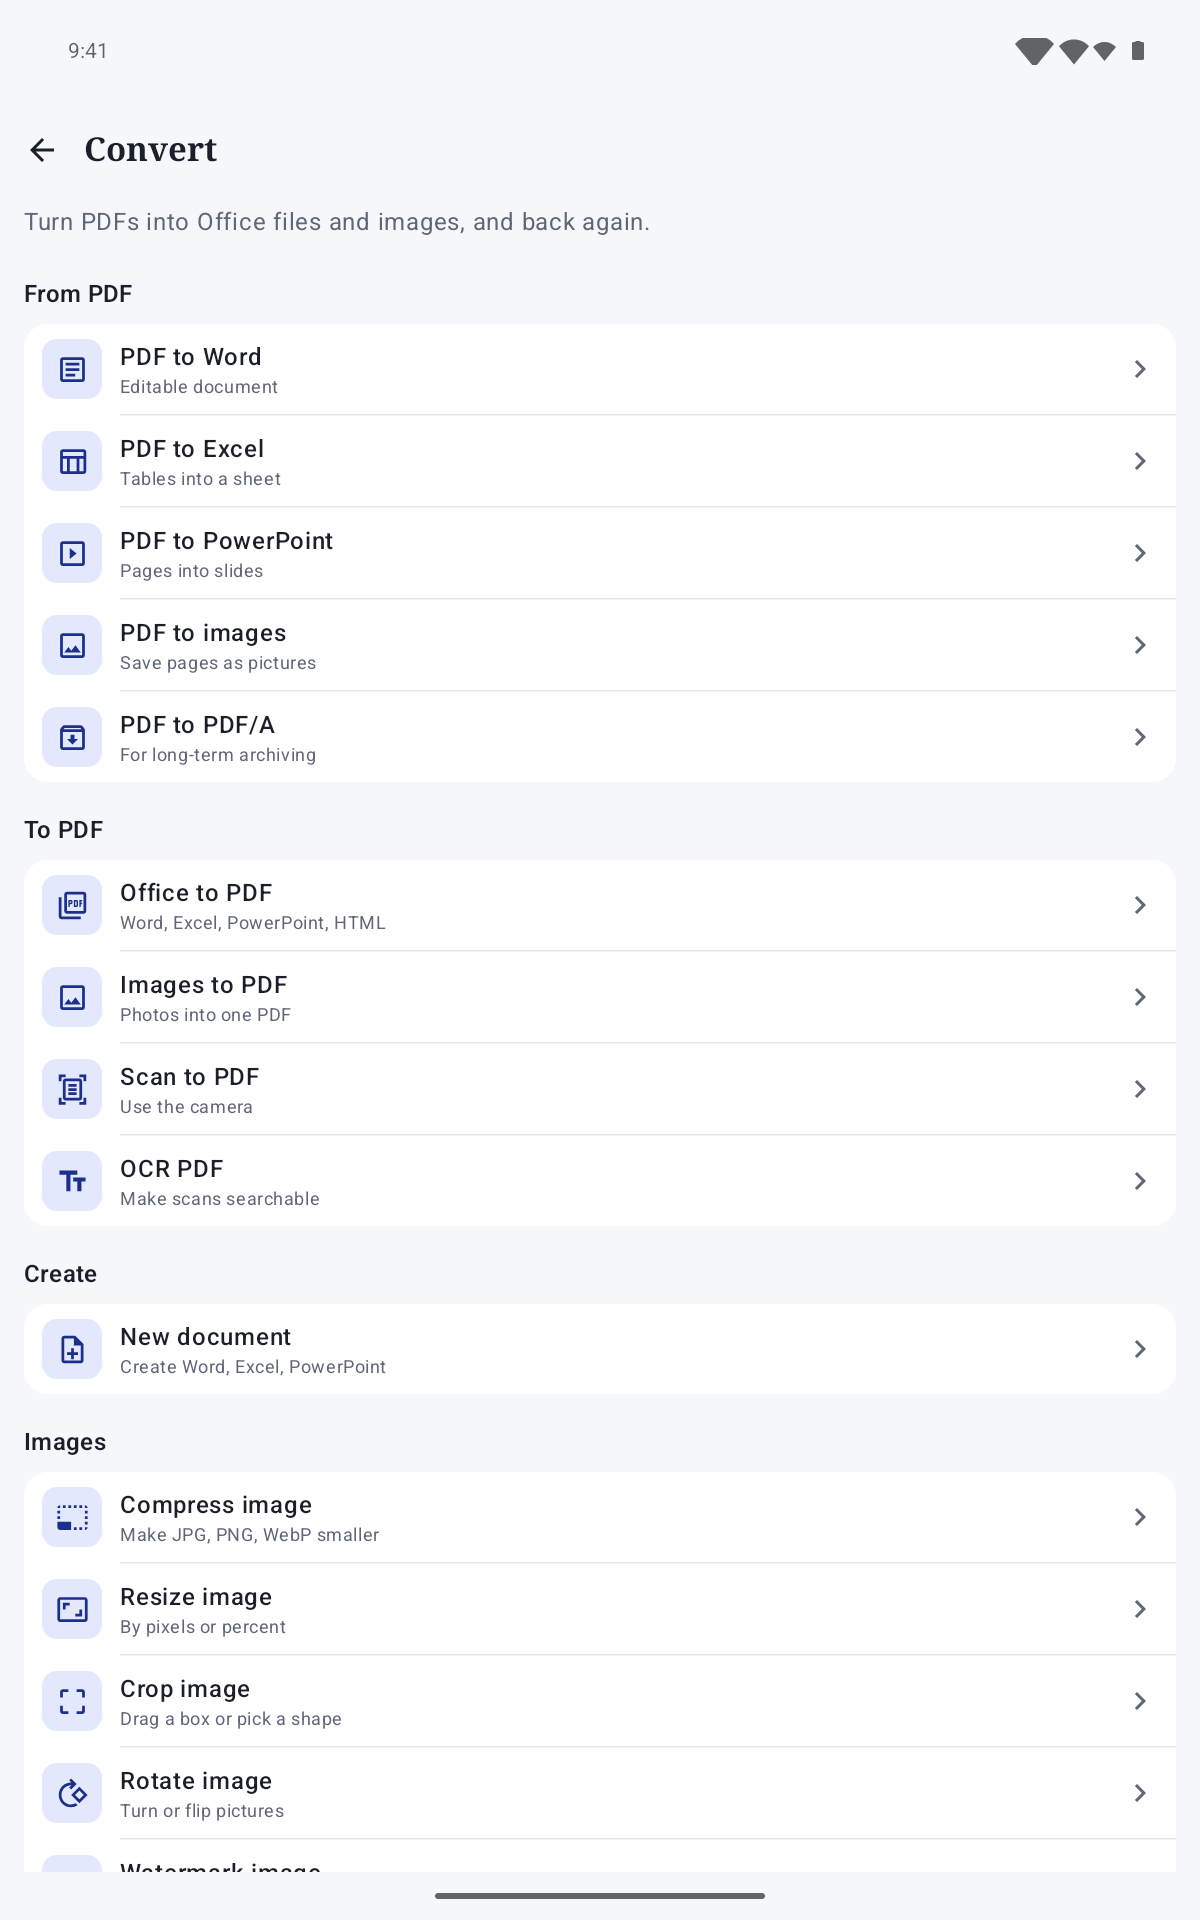 9:41
Convert
Turn PDFs into Office files and images, and back again.
From PDF
PDF to Word
Editable document
PDF to Excel
Tables into a sheet
PDF to PowerPoint
Pages into slides
PDF to images
Save pages as pictures
PDF to PDF/A
For long-term archiving
To PDF
PDF
Office to PDF
Word, Excel, PowerPoint, HTML
Images to PDF
Photos into one PDF
Scan to PDF
Use the camera
Tt
OCR PDF
Make scans searchable
Create
New document
Create Word, Excel, PowerPoint
Images
Compress image
Make JPG, PNG, WebP smaller
Resize image
By pixels or percent
Crop image
Drag a box or pick a shape
Rotate image
Turn or flip pictures
Watermark image